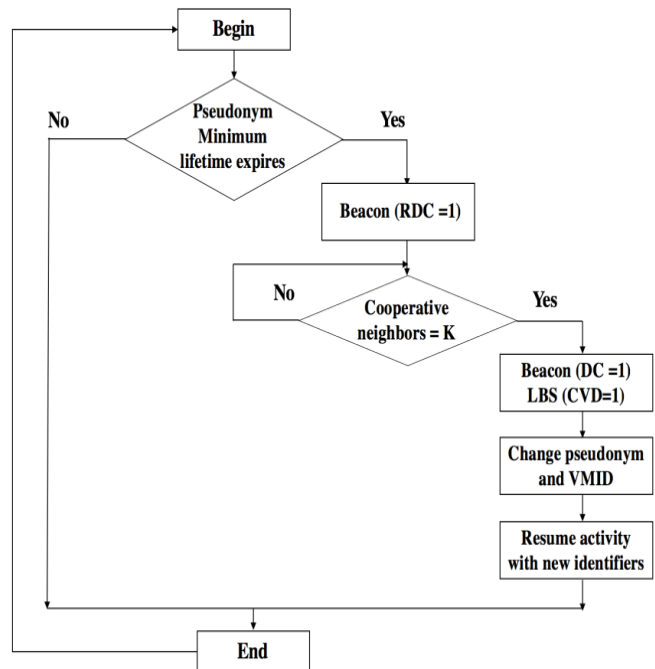 Begin
Pseudonym
Minimum
lifetime expires
No
Yes
Beacon (RDC =1)
No
Cooperative
neighbors = K
Yes
Beacon (DC =1)
LBS (CVD=1)
Change pseudonym
and VMID
Resume activity
with new identifiers
End